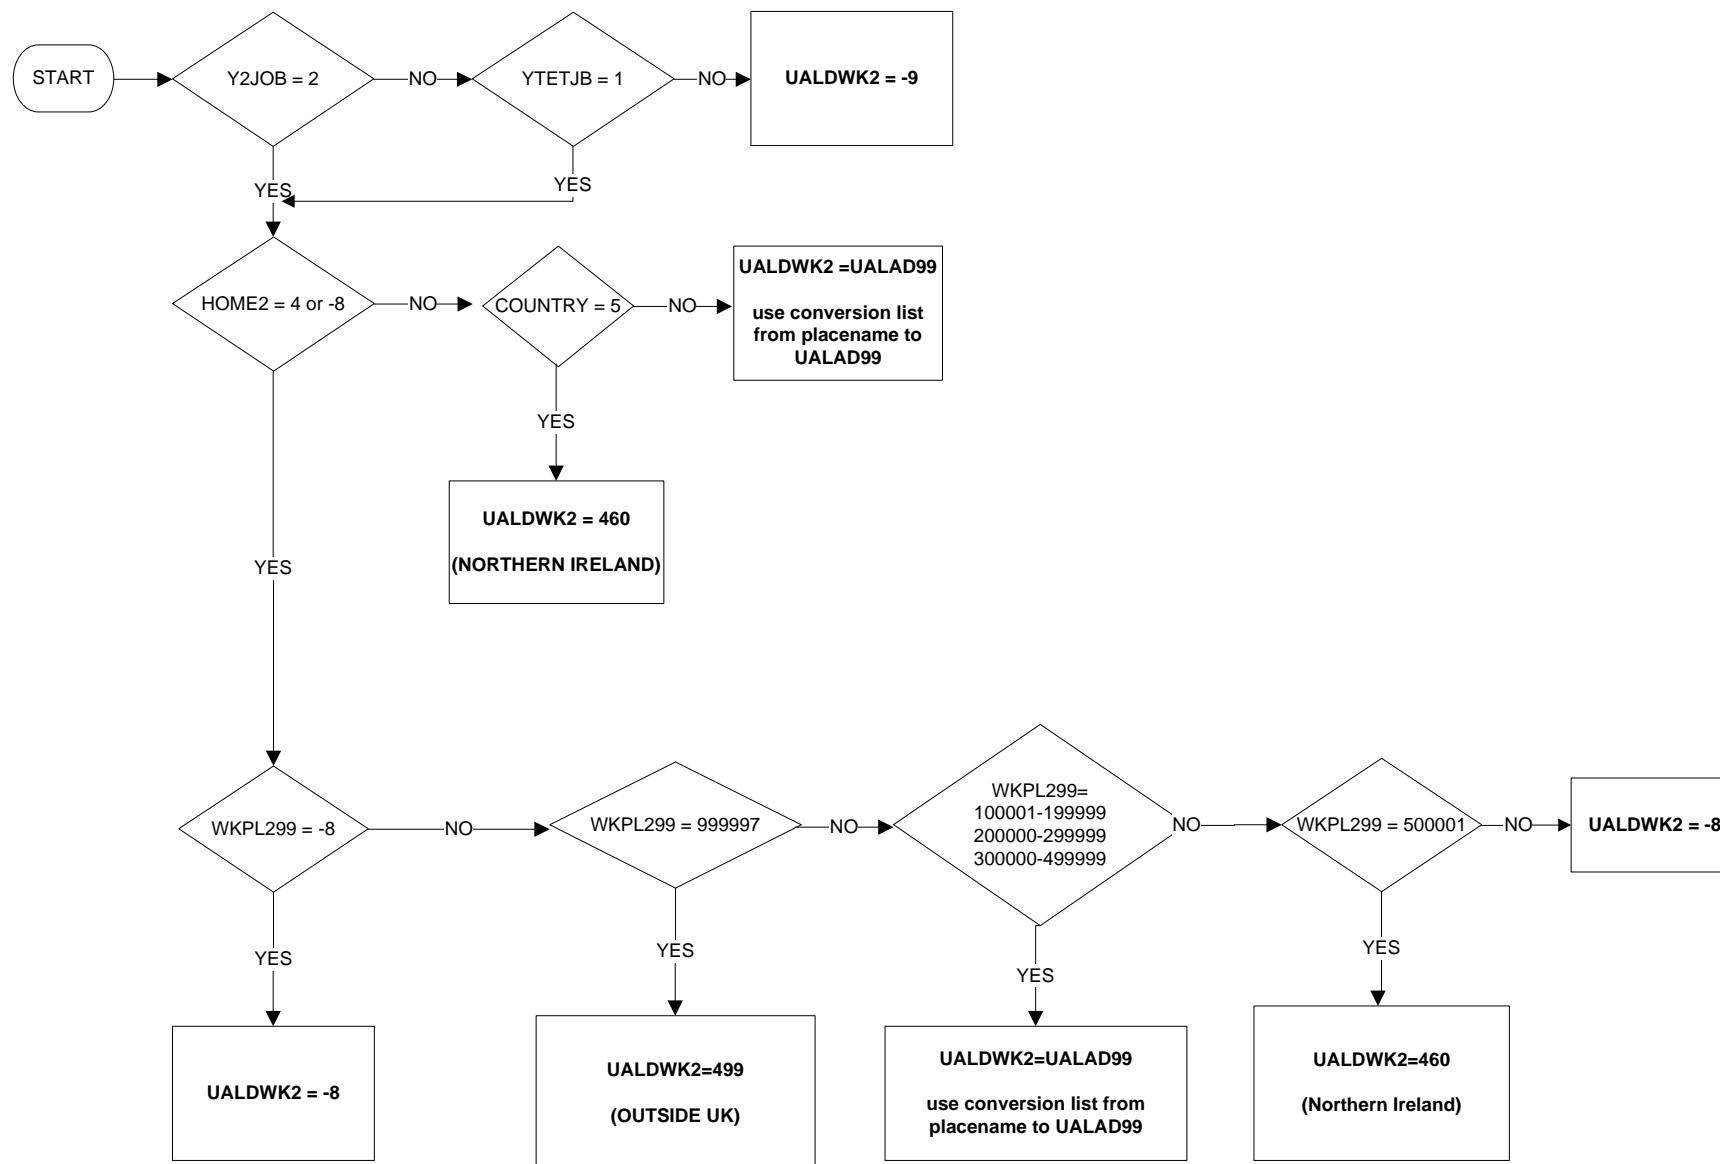 START
Y2JOB = 2
NO
YTETJB = 1
NO
UALDWK2 = -9
YES
YES
HOME2 = 4 or -8
NO
COUNTRY = 5
NO
UALDWK2 =UALAD99
use conversion list
from placename to
UALAD99
YES
UALDWK2 = 460
(NORTHERN IRELAND)
YES
WKPL299 = -8
NO
WKPL299 = 999997
NO
WKPL299=
100001-199999
200000-299999
300000-499999
NO
WKPL299 = 500001
NO
UALDWK2 = -8
YES
YES
YES
YES
UALDWK2 = -8
UALDWK2=499
(OUTSIDE UK)
UALDWK2=UALAD99
use conversion list from
placename to UALAD99
UALDWK2=460
(Northern Ireland)